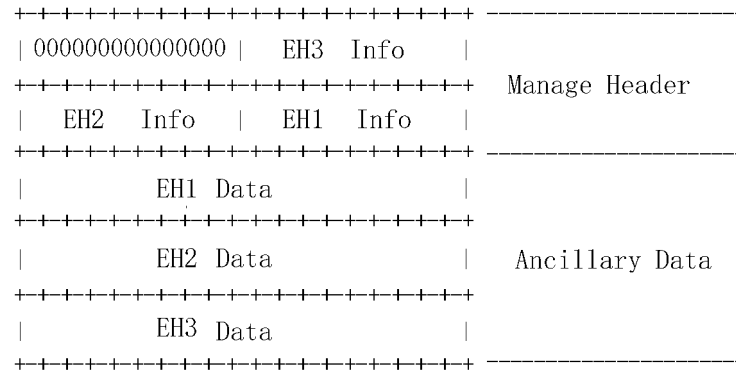 000000000000000 | EH3 Info
Manage Header
EH2 Info | EH1 Info
EH1 Data
EH2 Data
Ancillary Data
EH3 Data